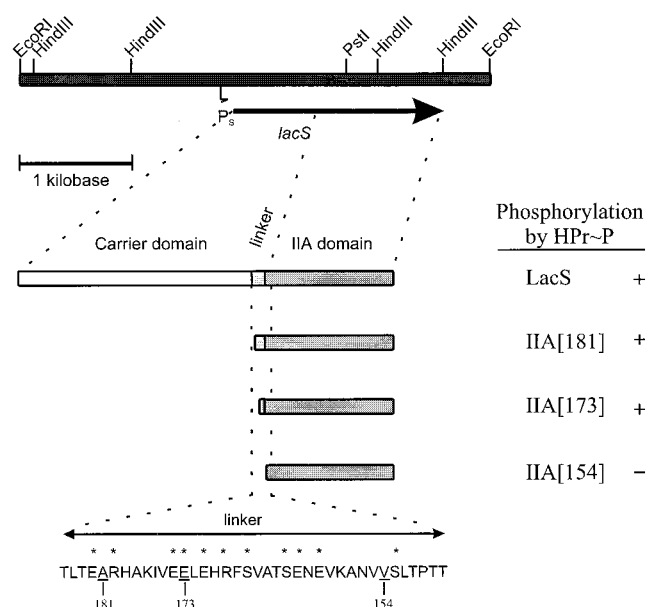 EcoRI HindIII HindIII PstI HindIII HindIII EcoRI
Ps
lacS
1 kilobase
Carrier domain linker IIA domain
Phosphorylation
by HPr~P
LacS +
IIA[181] +
IIA[173] +
IIA[154] −
linker
* * * * * * * * * * *
TLTEARHAKIVEELEHRFSVATSENEVKANVVSLTPTT
181 173 154